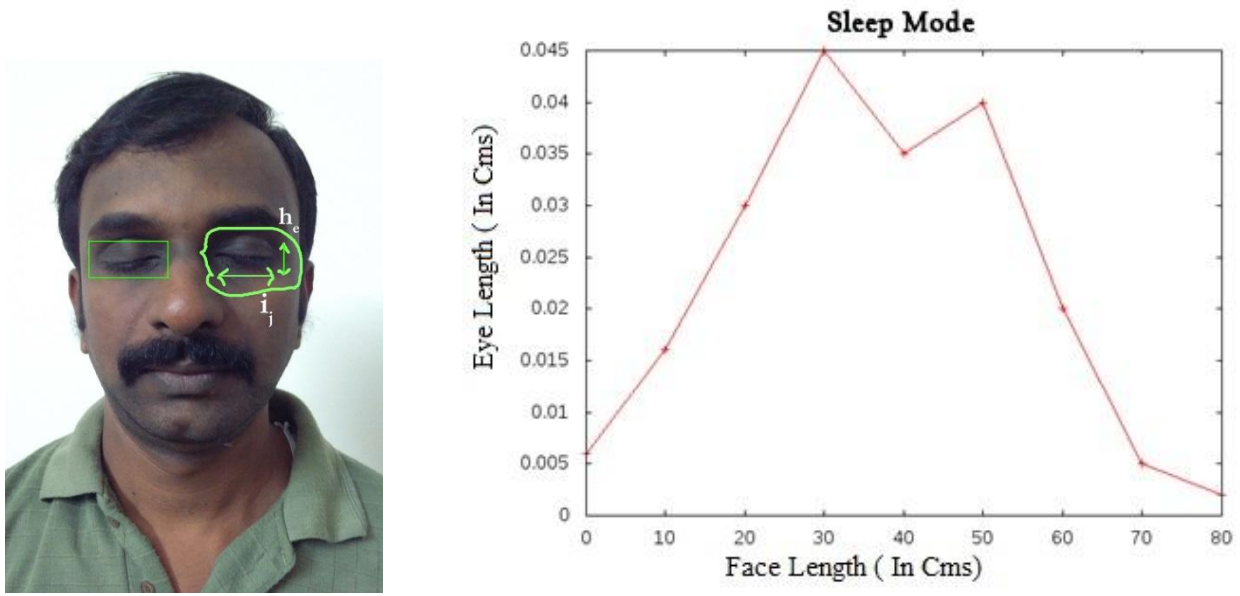 h_e
i_j
Sleep Mode
Eye Length ( In Cms)
0.045
0.04
0.035
0.03
0.025
0.02
0.015
0.01
0.005
0
0 10 20 30 40 50 60 70 80
Face Length ( In Cms)